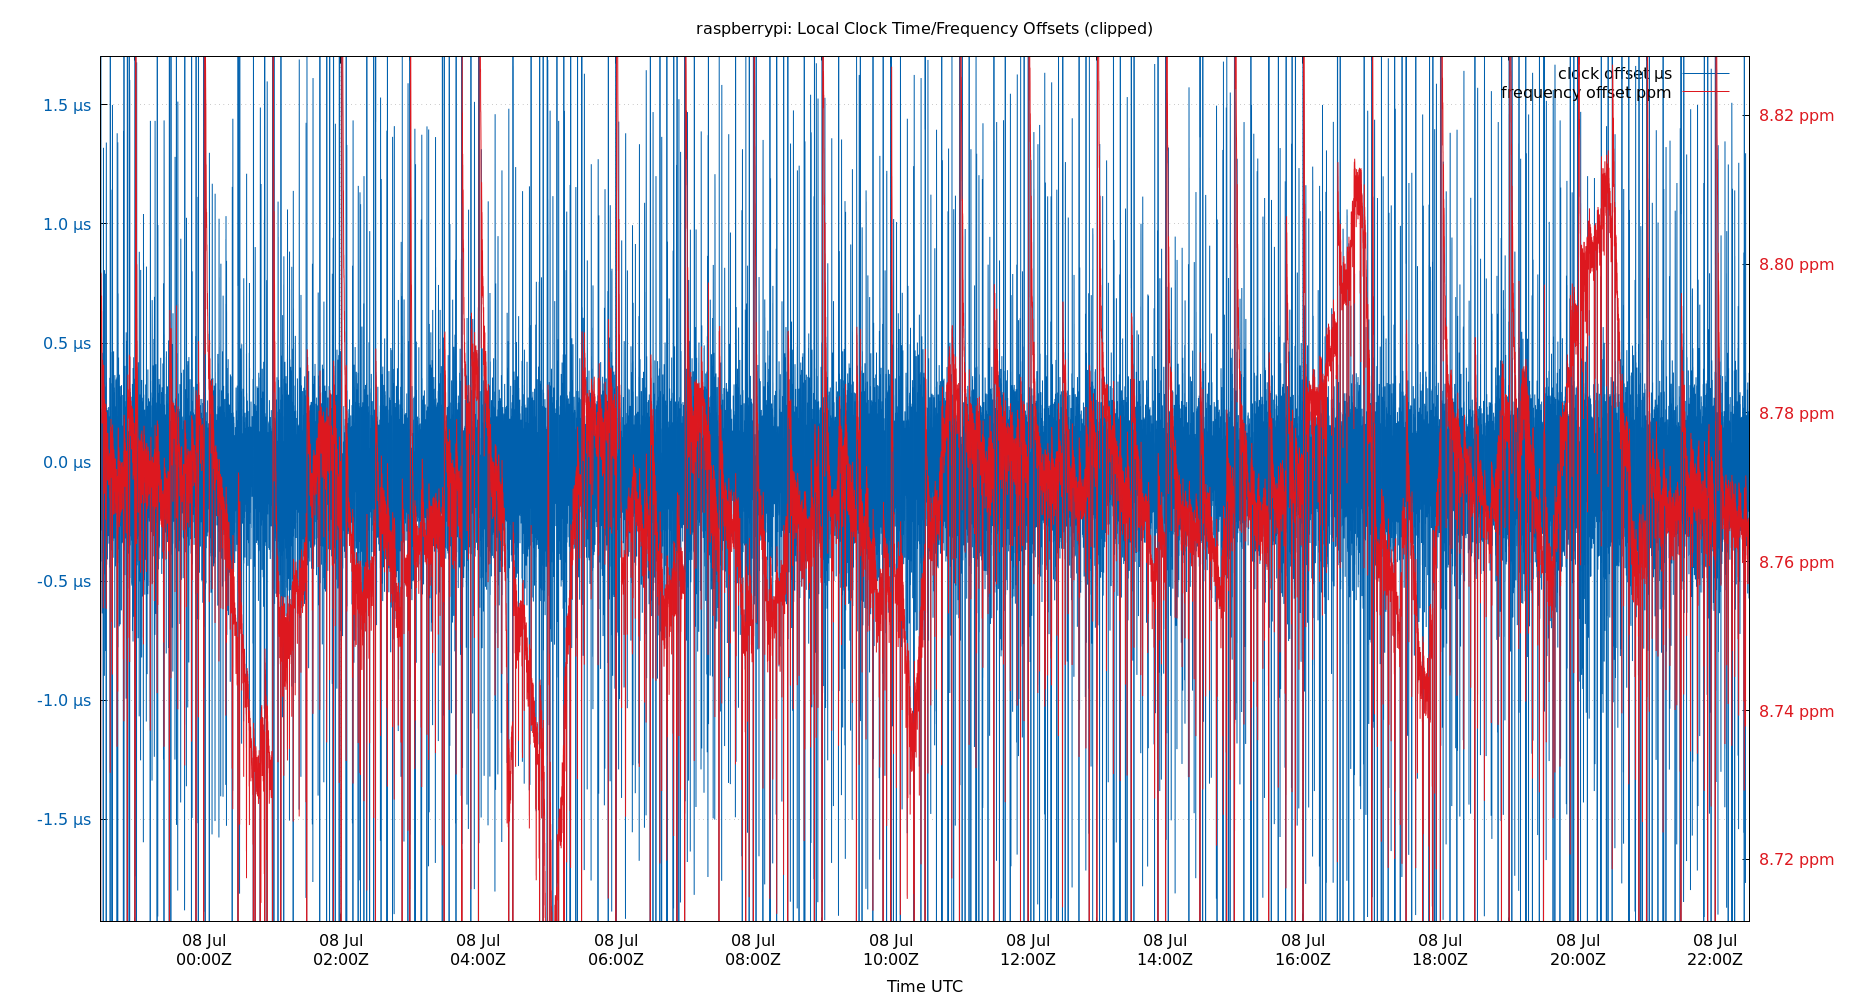 raspberrypi: Local Clock Time/Frequency Offsets (clipped)
clock offset µs
frequency offset ppm
1.5 µs
1.0 µs
0.5 µs
0.0 µs
-0.5 µs
-1.0 µs
-1.5 µs
8.82 ppm
8.80 ppm
8.78 ppm
8.76 ppm
8.74 ppm
8.72 ppm
08 Jul 08 Jul 08 Jul 08 Jul 08 Jul 08 Jul 08 Jul 08 Jul 08 Jul 08 Jul 08 Jul 08 Jul
00:00Z 02:00Z 04:00Z 06:00Z 08:00Z 10:00Z 12:00Z 14:00Z 16:00Z 18:00Z 20:00Z 22:00Z
Time UTC